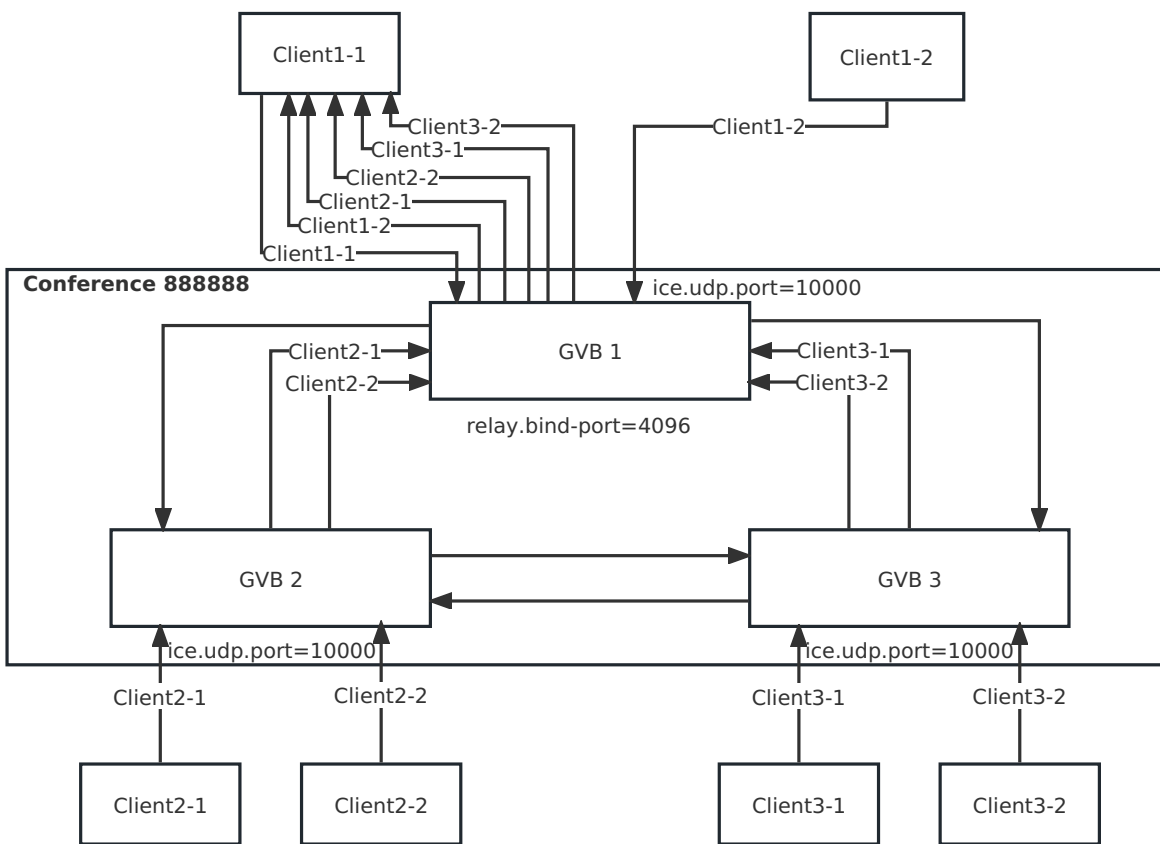 Client1-1
Client1-2
Client3-2
Client1-2
Client3-1
Client2-2
Client2-1
Client1-2
Client1-1
Conference 888888
ice.udp.port=10000
GVB 1
Client2-1
Client3-1
Client2-2
Client3-2
relay.bind-port=4096
GVB 2
GVB 3
ice.udp.port=10000
ice.udp.port=10000
Client2-1
Client2-2
Client3-1
Client3-2
Client2-1
Client2-2
Client3-1
Client3-2